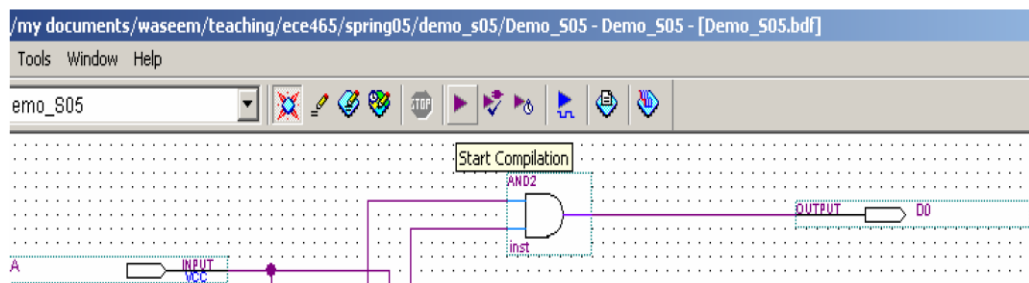 /my documents/waseem/teaching/ece465/spring05/demo_s05/Demo_S05 - Demo_S05 - [Demo_S05.bdf]
Tools Window Help
emo_S05
STOP
Start Compilation
AND2
OUTPUT D0
inst
A INPUT
VCC